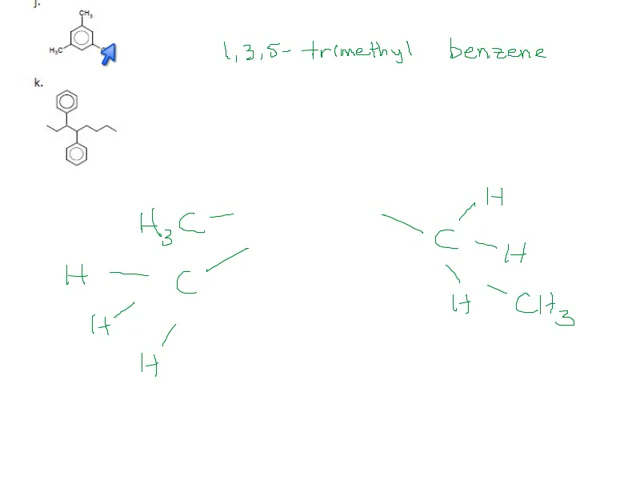 j.
CH₃
H₃C
1,3,5- trimethyl benzene
k.
H
H₃C
C
H
H
C
H
H
CH₃
H